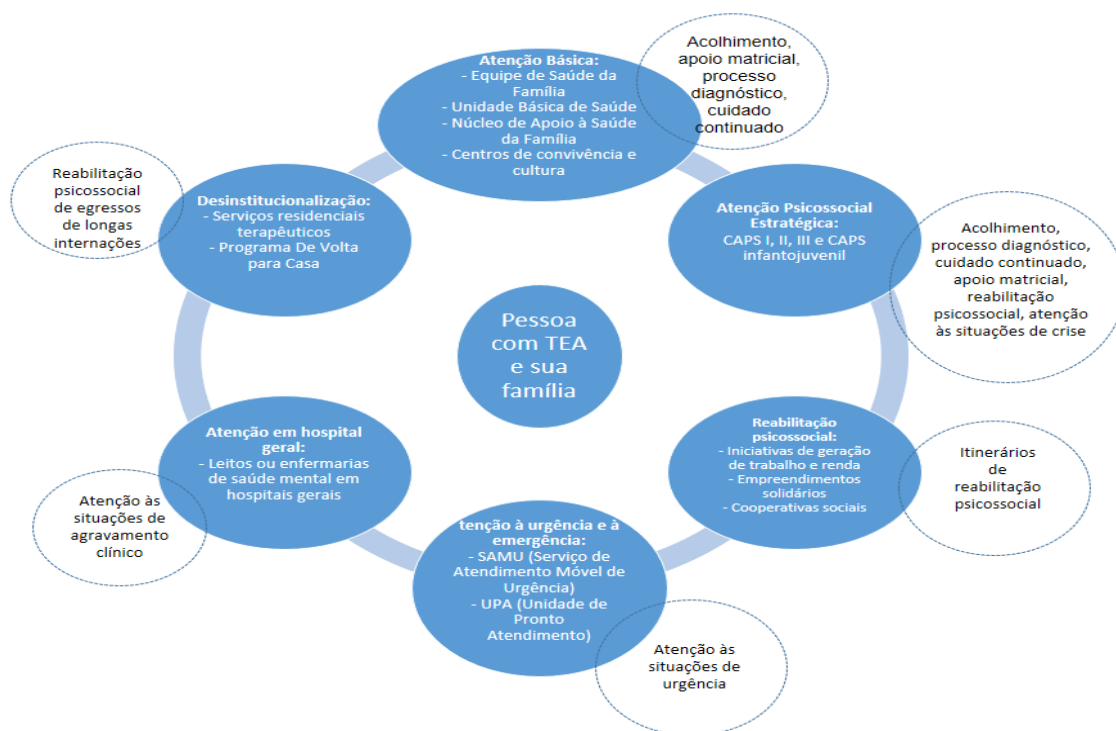 Atenção Básica:
- Equipe de Saúde da
Família
- Unidade Básica de Saúde
- Núcleo de Apoio à Saúde
da Família
- Centros de convivência e
cultura
Acolhimento,
apoio matricial,
processo
diagnóstico,
cuidado
continuado
Atenção Psicossocial
Estratégica:
CAPS I, II, III e CAPS
infantojuvenil
Acolhimento,
processo diagnóstico,
cuidado continuado,
apoio matricial,
reabilitação
psicossocial, atenção
às situações de crise
Reabilitação
psicossocial:
- Iniciativas de geração
de trabalho e renda
- Empreendimentos
solidários
- Cooperativas sociais
Itinerários
de
reabilitação
psicossocial
tenção à urgência e à
emergência:
- SAMU (Serviço de
Atendimento Móvel de
Urgência)
- UPA (Unidade de
Pronto
Atendimento)
Atenção às
situações de
urgência
Atenção em hospital
geral:
- Leitos ou enfermarias
de saúde mental em
hospitais gerais
Atenção às
situações de
agravamento
clínico
Desinstitucionalização:
- Serviços residenciais
terapêuticos
- Programa De Volta
para Casa
Reabilitação
psicossocial
de egressos
de longas
internações
Pessoa
com TEA
e sua
família